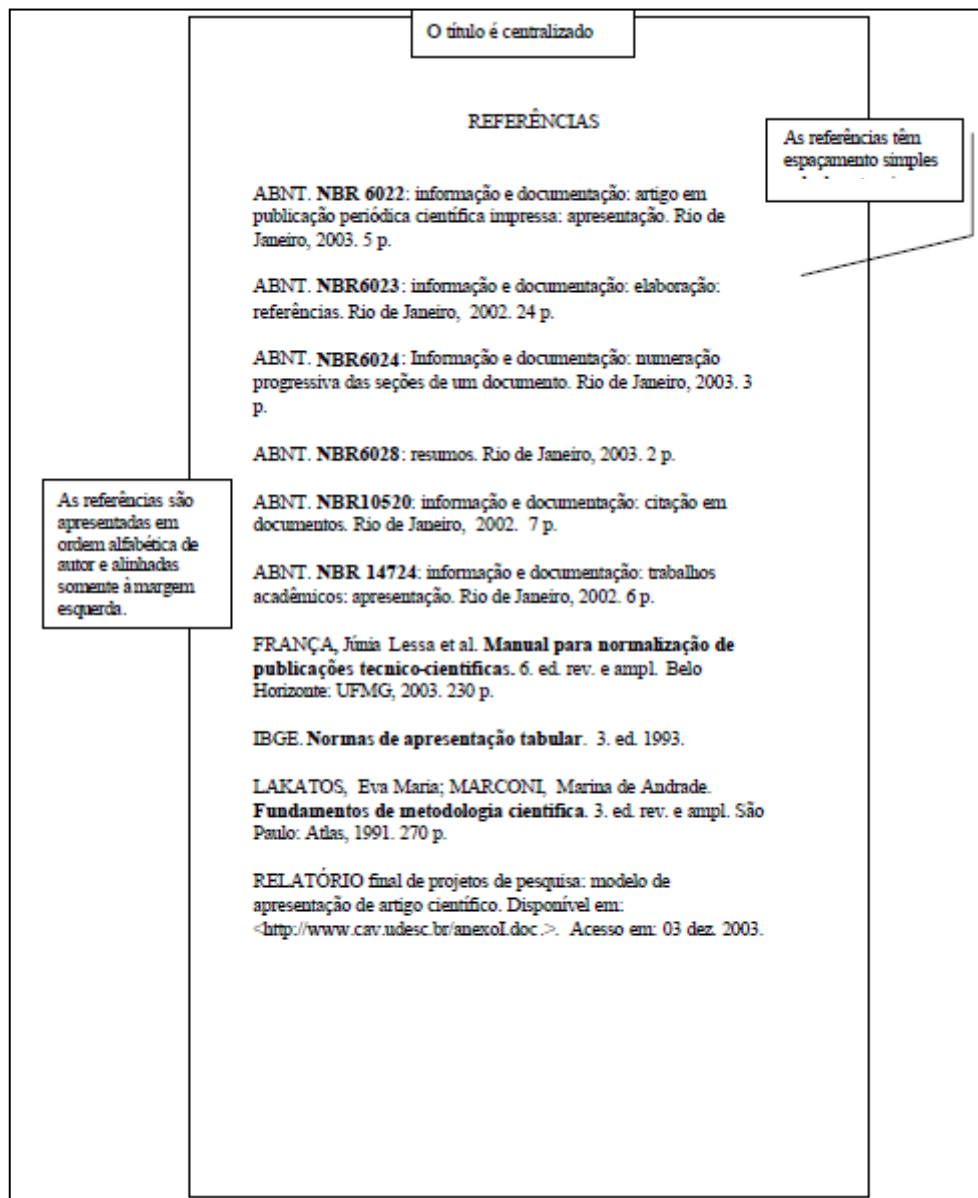 O título é centralizado
REFERÊNCIAS
As referências têm
espaçamento simples
ABNT. NBR 6022: informação e documentação: artigo em
publicação periódica científica impressa: apresentação. Rio de
Janeiro, 2003. 5 p.
ABNT. NBR6023: informação e documentação: elaboração:
referências. Rio de Janeiro, 2002. 24 p.
ABNT. NBR6024: Informação e documentação: numeração
progressiva das seções de um documento. Rio de Janeiro, 2003. 3
p.
ABNT. NBR6028: resumos. Rio de Janeiro, 2003. 2 p.
As referências são
apresentadas em
ordem alfabética de
autor e alinhadas
somente à margem
esquerda.
ABNT. NBR10520: informação e documentação: citação em
documentos. Rio de Janeiro, 2002. 7 p.
ABNT. NBR 14724: informação e documentação: trabalhos
acadêmicos: apresentação. Rio de Janeiro, 2002. 6 p.
FRANÇA, Júnia Lessa et al. Manual para normalização de
publicações tecnico-cientificas. 6. ed. rev. e ampl. Belo
Horizonte: UFMG, 2003. 230 p.
IBGE. Normas de apresentação tabular. 3. ed. 1993.
LAKATOS, Eva Maria; MARCONI, Marina de Andrade.
Fundamentos de metodologia científica. 3. ed. rev. e ampl. São
Paulo: Atlas, 1991. 270 p.
RELATÓRIO final de projetos de pesquisa: modelo de
apresentação de artigo científico. Disponível em:
<http://www.cav.udesc.br/anexoI.doc.>. Acesso em: 03 dez. 2003.